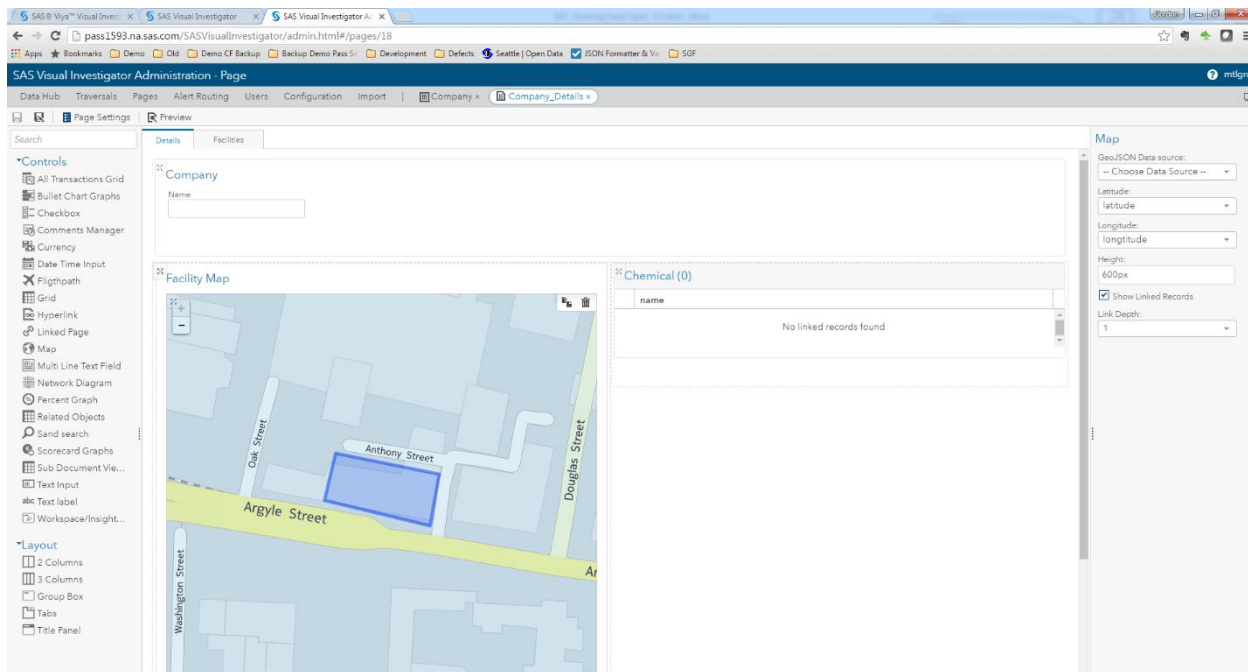 SAS® Viya™ Visual Invest
SAS Visual Investigator
SAS Visual Investigator A
Gordon
pass1593.na.sas.com/SASVisualInvestigator/admin.html#/pages/18
Apps Bookmarks Demo Old Demo CF Backup Backup Demo Pass S Development Defects Seattle | Open Data JSON Formatter & Va SGF
SAS Visual Investigator Administration - Page
mtlgr
Data Hub Traversals Pages Alert Routing Users Configuration Import | Company × Company_Details ×
Page Settings Preview
Search
Details Facilities
Controls
All Transactions Grid
Bullet Chart Graphs
Checkbox
Comments Manager
Currency
Date Time Input
Fligthpath
Grid
Hyperlink
Linked Page
Map
Multi Line Text Field
Network Diagram
Percent Graph
Related Objects
Sand search
Scorecard Graphs
Sub Document Vie...
Text Input
abc Text label
Workspace/Insight...
Layout
2 Columns
3 Columns
Group Box
Tabs
Title Panel
Company
Name
Facility Map
+
-
Oak Street
Anthony Street
Douglas Street
Argyle Street
Washington Street
Ar
Chemical (0)
name
No linked records found
Map
GeoJSON Data source:
-- Choose Data Source --
Latitude:
latitude
Longitude:
longtitude
Height:
600px
Show Linked Records
Link Depth:
1